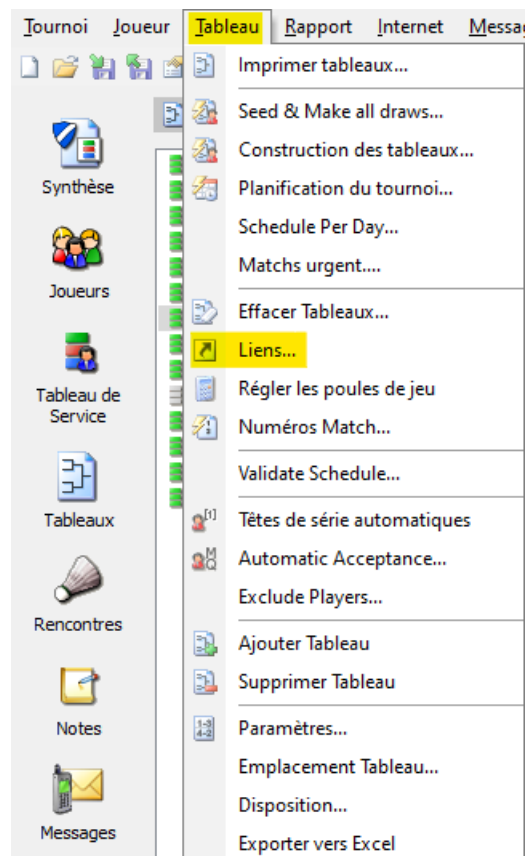 Tournoi Joueur Tableau Rapport Internet
Imprimer tableaux...
Seed & Make all draws...
Construction des tableaux...
Planification du tournoi...
Schedule Per Day...
Matchs urgent....
Effacer Tableaux...
Liens...
Régler les poules de jeu
Numéros Match...
Validate Schedule...
Têtes de série automatiques
Automatic Acceptance...
Exclude Players...
Ajouter Tableau
Supprimer Tableau
Paramètres...
Emplacement Tableau...
Disposition...
Exporter vers Excel
Synthèse
Joueurs
Tableau de
Service
Tableaux
Rencontres
Notes
Messages